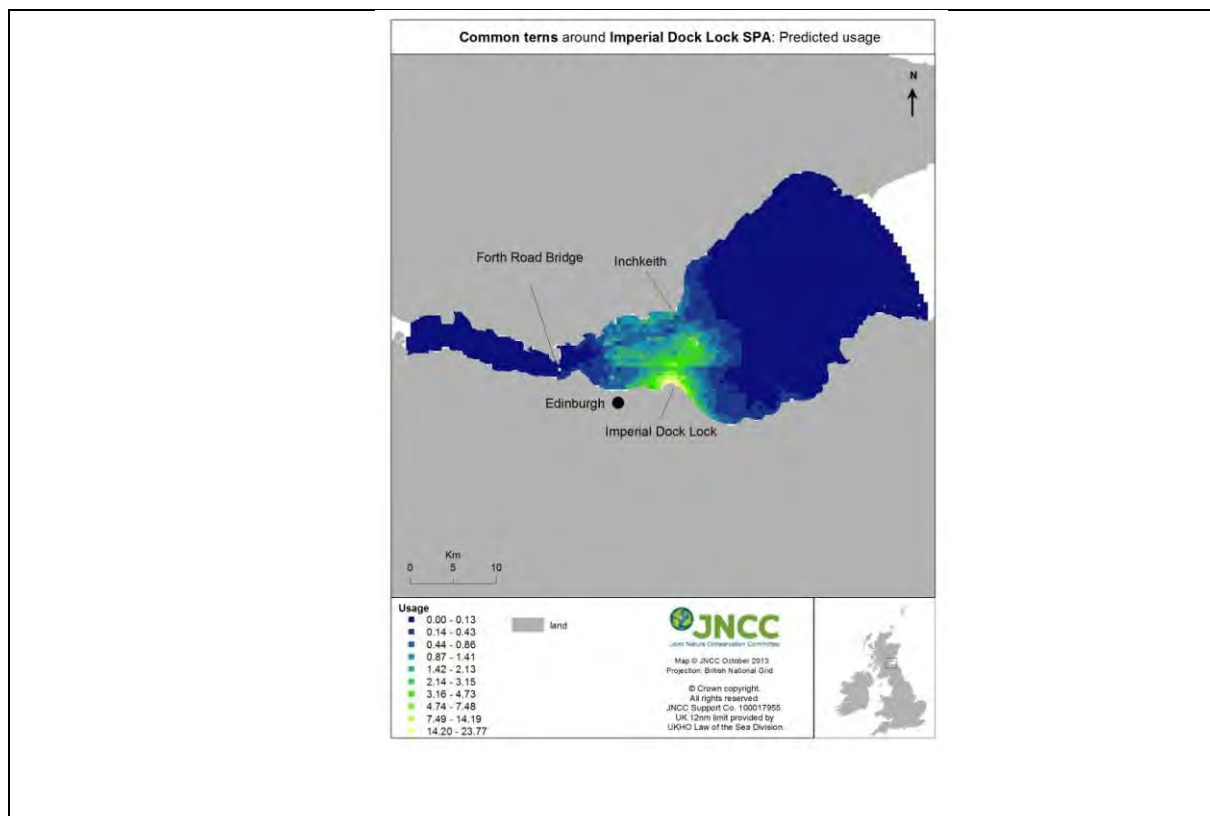 Common terns around Imperial Dock Lock SPA: Predicted usage
N
Forth Road Bridge
Inchkeith
Edinburgh
Imperial Dock Lock
Km
0 5 10
Usage
0.00 - 0.13
0.14 - 0.43
0.44 - 0.86
0.87 - 1.41
1.42 - 2.13
2.14 - 3.15
3.16 - 4.73
4.74 - 7.48
7.49 - 14.19
14.20 - 23.77
land
JNCC
Joint Nature Conservation Committee
Map © JNCC October 2013
Projection: British National Grid
© Crown copyright.
All rights reserved.
JNCC Support Co. 100017955.
UK 12nm limit provided by
UKHO Law of the Sea Division.